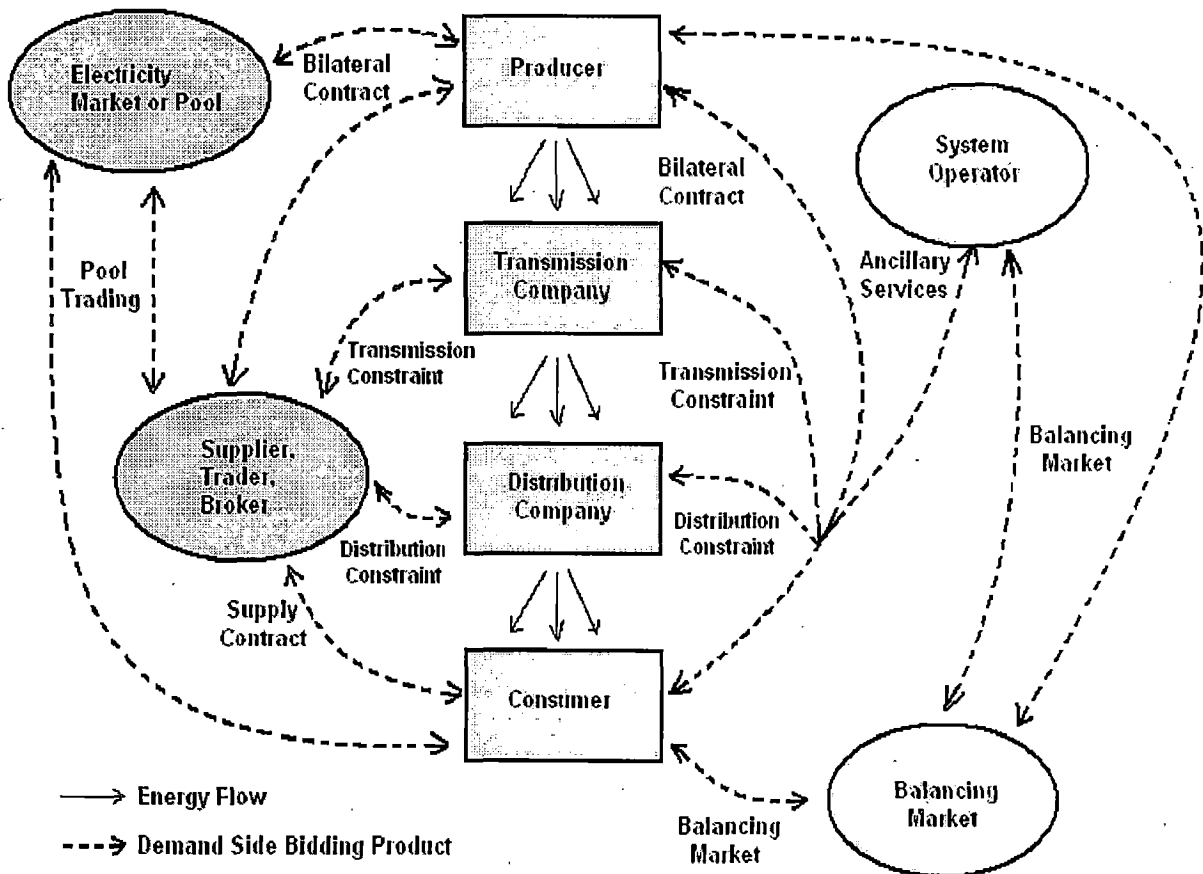 Electricity
Market or Pool
Bilateral
Contract
Producer
System
Operator
Bilateral
Contract
Pool
Trading
Transmission
Company
Ancillary
Services
Transmission
Constraint
Transmission
Constraint
Supplier,
Trader,
Broker
Distribution
Company
Balancing
Market
Distribution
Constraint
Distribution
Constraint
Supply
Contract
Constimer
Energy Flow
Demand Side Bidding Product
Balancing
Market
Balancing
Market